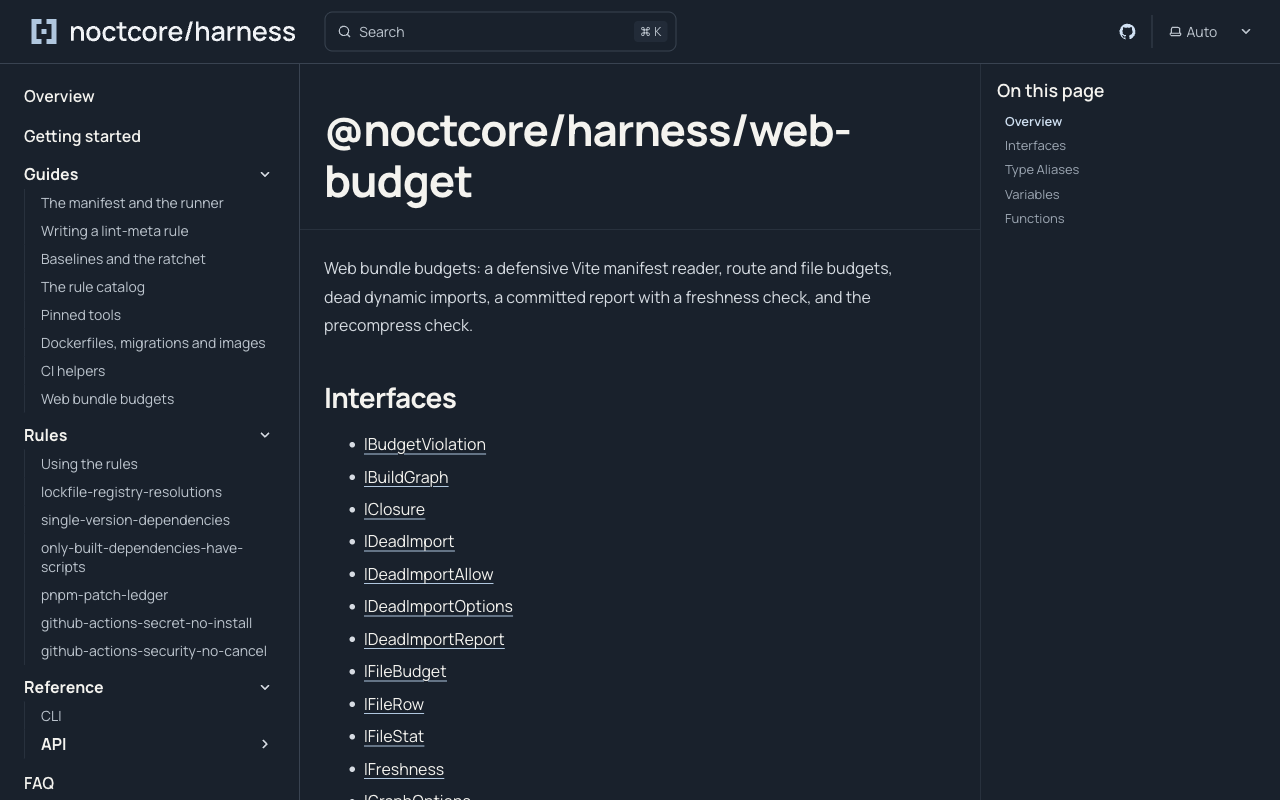 noctcore/harness
Search
⌘ K
Auto
Overview
Getting started
Guides
The manifest and the runner
Writing a lint-meta rule
Baselines and the ratchet
The rule catalog
Pinned tools
Dockerfiles, migrations and images
CI helpers
Web bundle budgets
Rules
Using the rules
lockfile-registry-resolutions
single-version-dependencies
only-built-dependencies-have-
scripts
pnpm-patch-ledger
github-actions-secret-no-install
github-actions-security-no-cancel
Reference
CLI
API
FAQ
@noctcore/harness/web-
budget
Web bundle budgets: a defensive Vite manifest reader, route and file budgets,
dead dynamic imports, a committed report with a freshness check, and the
precompress check.
Interfaces
IBudgetViolation
IBuildGraph
IClosure
IDeadImport
IDeadImportAllow
IDeadImportOptions
IDeadImportReport
IFileBudget
IFileRow
IFileStat
IFreshness
IGraphOptions
On this page
Overview
Interfaces
Type Aliases
Variables
Functions